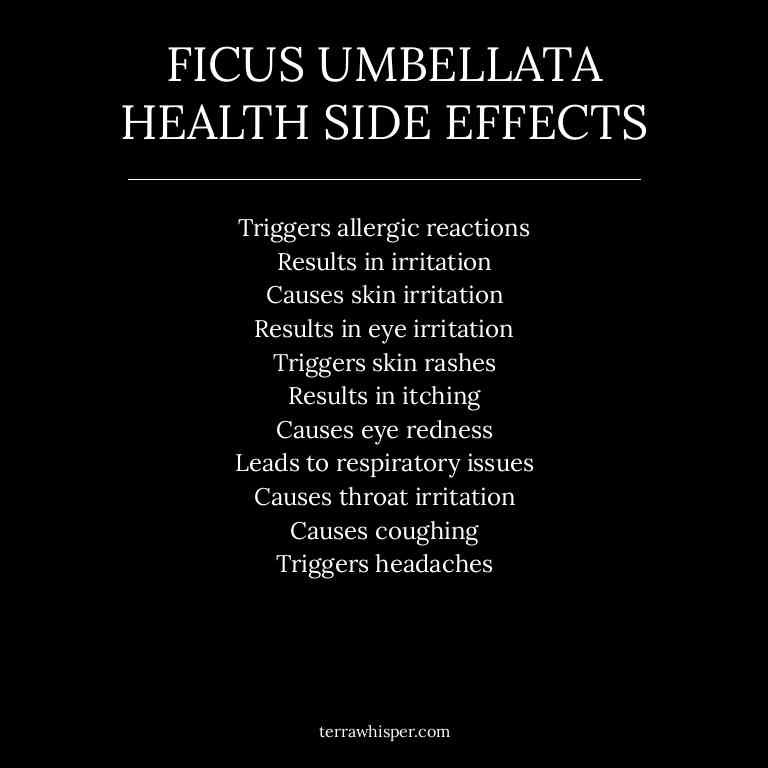 FICUS UMBELLATA
HEALTH SIDE EFFECTS
Triggers allergic reactions
Results in irritation
Causes skin irritation
Results in eye irritation
Triggers skin rashes
Results in itching
Causes eye redness
Leads to respiratory issues
Causes throat irritation
Causes coughing
Triggers headaches
terrawhisper.com